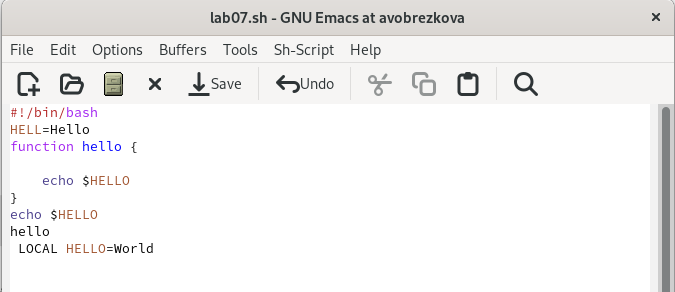 lab07.sh - GNU Emacs at avobrezkova
File Edit Options Buffers Tools Sh-Script Help
Save Undo
#!/bin/bash
HELL=Hello
function hello {
    echo $HELLO
}
echo $HELLO
hello
 LOCAL HELLO=World